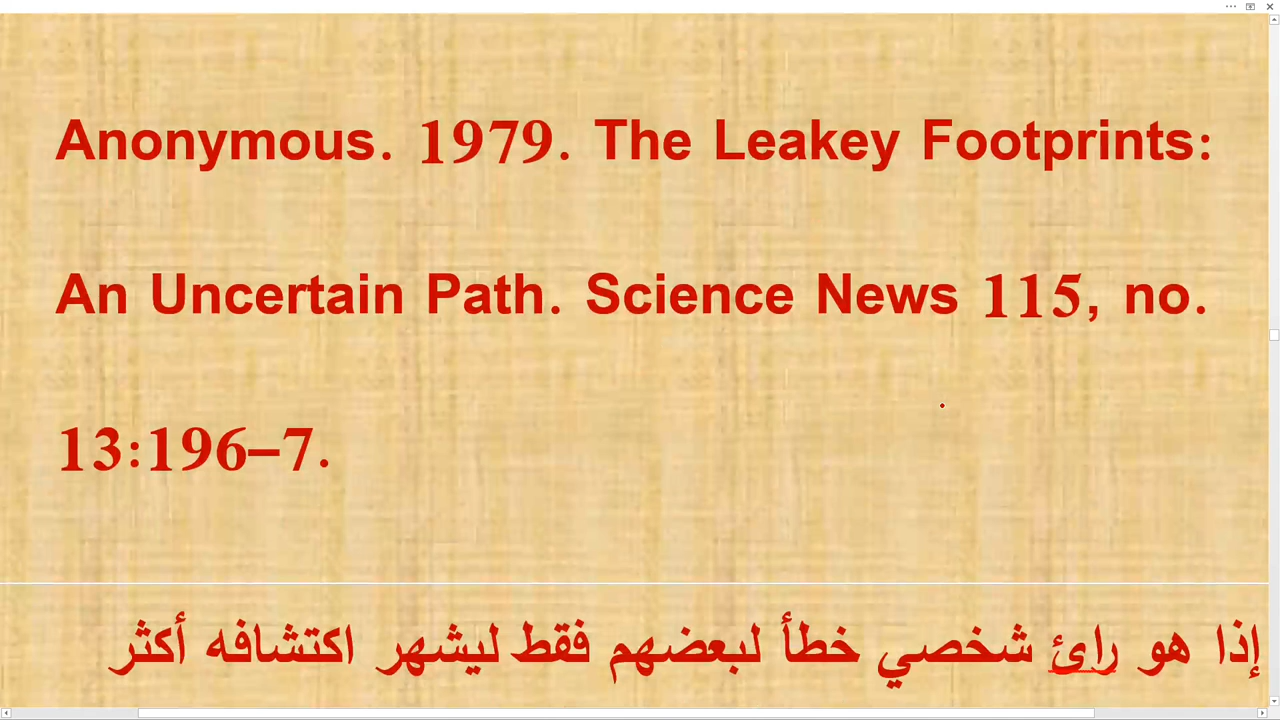 Anonymous. 1979. The Leakey Footprints:
An Uncertain Path. Science News 115, no.
13:196–7.
إذا هو رائ شخصي خطأ لبعضهم فقط ليشهر اكتشافه أكثر